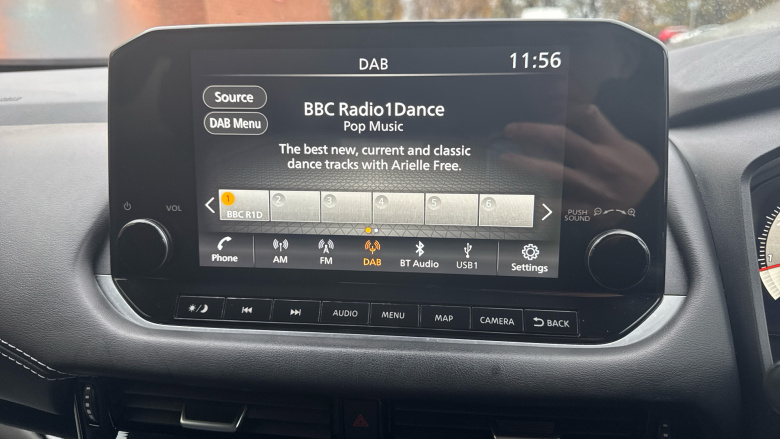 DAB
11:56
Source
BBC Radio1Dance
Pop Music
DAB Menu
The best new, current and classic
dance tracks with Arielle Free.
1 2 3 4 5 6
BBC R1D
VOL
PUSH
SOUND
Phone AM FM DAB BT Audio USB1 Settings
AUDIO MENU MAP CAMERA BACK
7